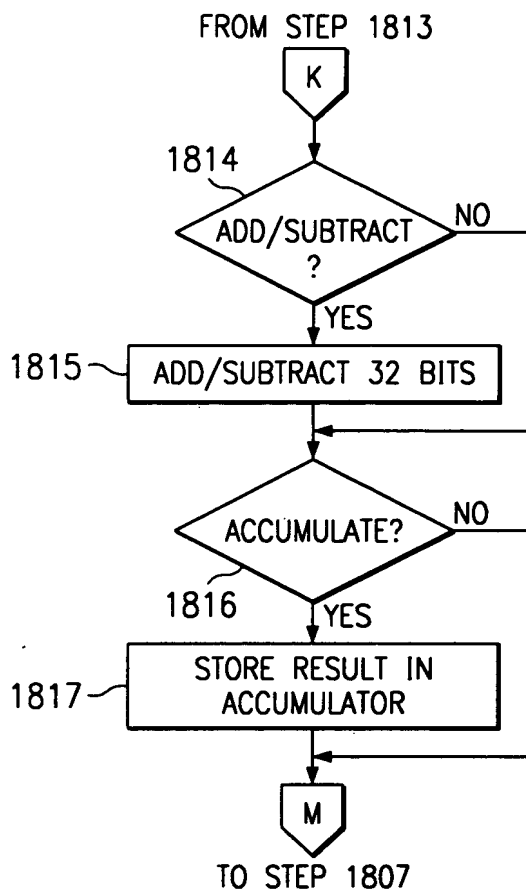 FROM STEP 1813
K
1814
ADD/SUBTRACT
?
NO
YES
1815
ADD/SUBTRACT 32 BITS
ACCUMULATE?
NO
1816
YES
1817
STORE RESULT IN
ACCUMULATOR
M
TO STEP 1807